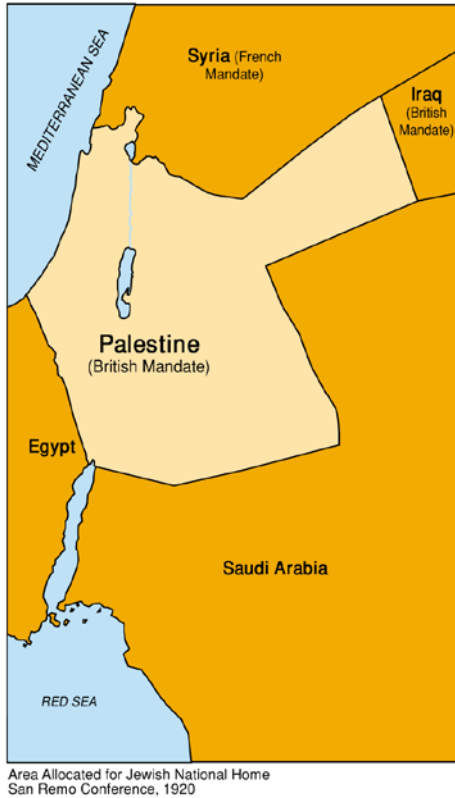 MEDITERRANEAN SEA
Syria (French
Mandate)
Iraq
(British
Mandate)
Palestine
(British Mandate)
Egypt
Saudi Arabia
RED SEA
Area Allocated for Jewish National Home
San Remo Conference, 1920